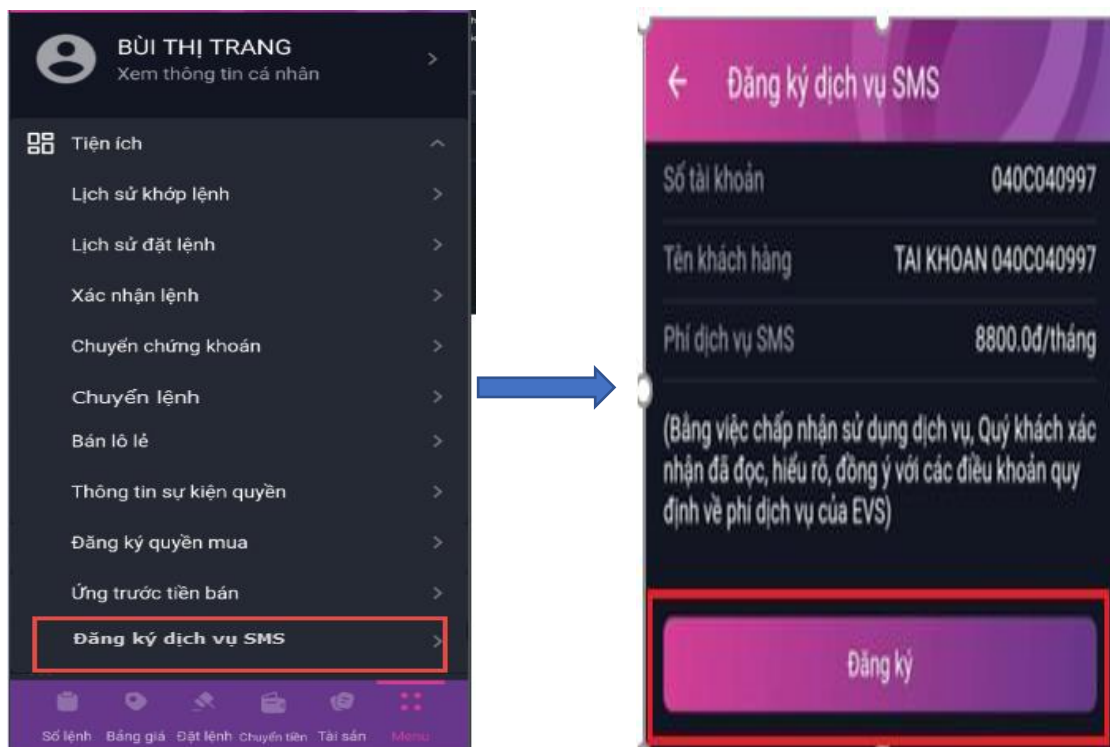 BÙI THỊ TRANG
Xem thông tin cá nhân
Tiện ích
Lịch sử khớp lệnh
Lịch sử đặt lệnh
Xác nhận lệnh
Chuyển chứng khoán
Chuyển lệnh
Bán lô lẻ
Thông tin sự kiện quyền
Đăng ký quyền mua
Ứng trước tiền bán
Đăng ký dịch vụ SMS
Sổ lệnh Bảng giá Đặt lệnh Chuyển tiền Tài sản Menu
Đăng ký dịch vụ SMS
Số tài khoản 040C040997
Tên khách hàng TAI KHOAN 040C040997
Phí dịch vụ SMS 8800.0đ/tháng
(Bằng việc chấp nhận sử dụng dịch vụ, Quý khách xác
nhận đã đọc, hiểu rõ, đồng ý với các điều khoản quy
định về phí dịch vụ của EVS)
Đăng ký